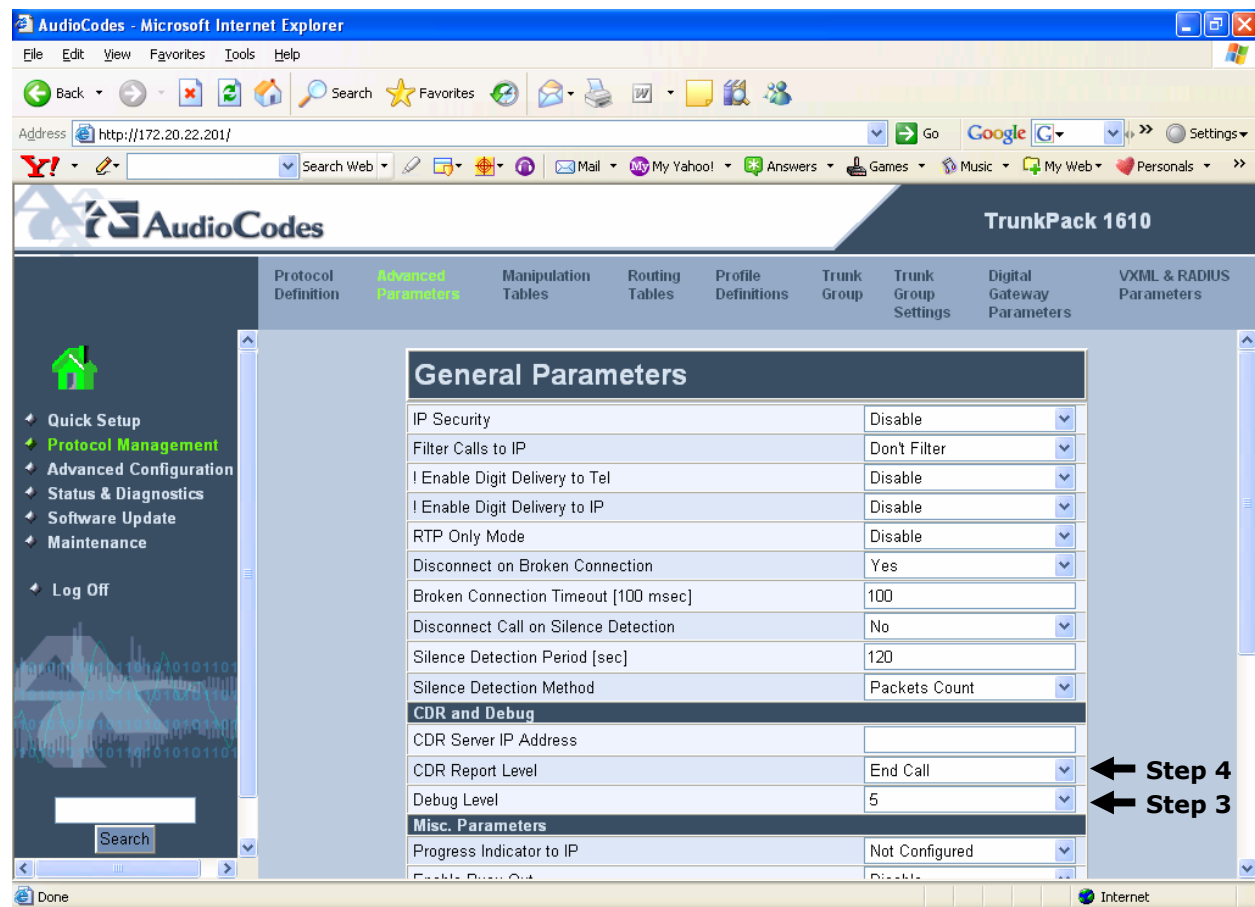 AudioCodes - Microsoft Internet Explorer
File Edit View Favorites Tools Help
Back Search Favorites
Address http://172.20.22.201/ Go Google G Settings
Y! Search Web Mail My Yahoo! Answers Games Music My Web Personals
AudioCodes
TrunkPack 1610
Protocol Definition
Advanced Parameters
Manipulation Tables
Routing Tables
Profile Definitions
Trunk Group
Trunk Group Settings
Digital Gateway Parameters
VXML & RADIUS Parameters
Quick Setup
Protocol Management
Advanced Configuration
Status & Diagnostics
Software Update
Maintenance
Log Off
Search
General Parameters
IP Security Disable
Filter Calls to IP Don't Filter
! Enable Digit Delivery to Tel Disable
! Enable Digit Delivery to IP Disable
RTP Only Mode Disable
Disconnect on Broken Connection Yes
Broken Connection Timeout [100 msec] 100
Disconnect Call on Silence Detection No
Silence Detection Period [sec] 120
Silence Detection Method Packets Count
CDR and Debug
CDR Server IP Address
CDR Report Level End Call Step 4
Debug Level 5 Step 3
Misc. Parameters
Progress Indicator to IP Not Configured
Done Internet